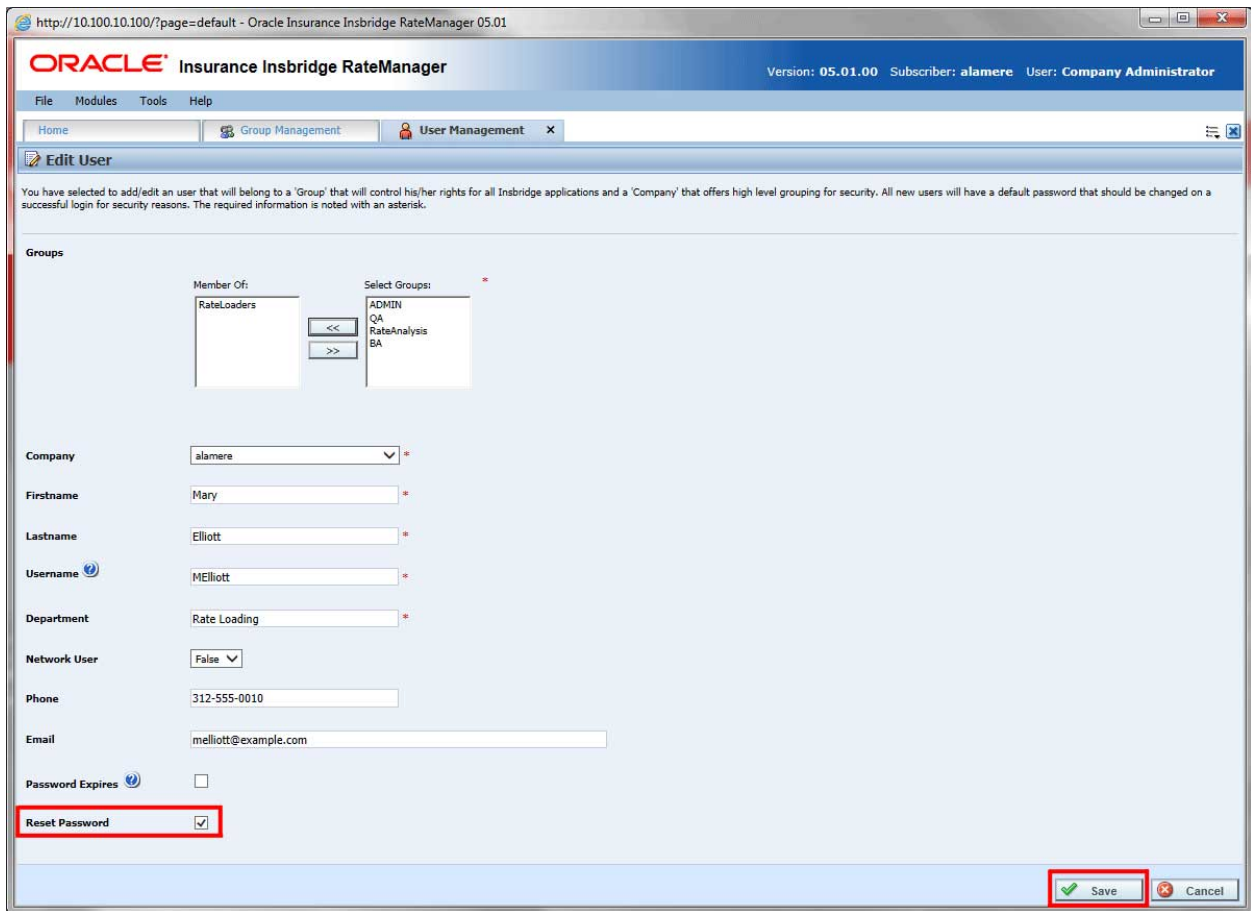 http://10.100.10.100/?page=default - Oracle Insurance Insbridge RateManager 05.01
ORACLE® Insurance Insbridge RateManager
Version: 05.01.00 Subscriber: alamere User: Company Administrator
File Modules Tools Help
Home Group Management User Management X
Edit User
You have selected to add/edit an user that will belong to a 'Group' that will control his/her rights for all Insbridge applications and a 'Company' that offers high level grouping for security. All new users will have a default password that should be changed on a
successful login for security reasons. The required information is noted with an asterisk.
Groups
Member Of: Select Groups: *
RateLoaders
ADMIN
QA
RateAnalysis
BA
<<
>>
Company alamere *
Firstname Mary *
Lastname Elliott *
Username ? MElliott *
Department Rate Loading *
Network User False
Phone 312-555-0010
Email melliott@example.com
Password Expires ?
Reset Password
Save Cancel